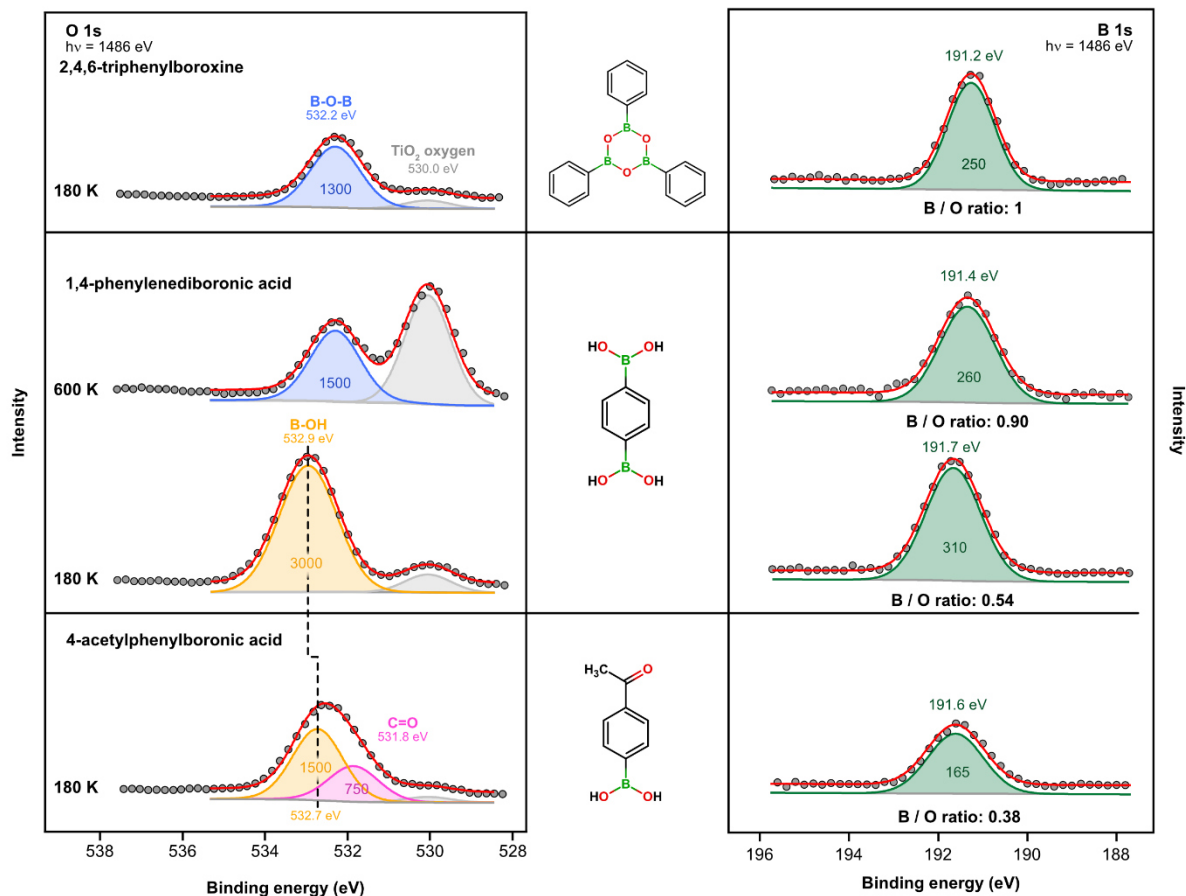 O 1s
hν = 1486 eV
2,4,6-triphenylboroxine
B-O-B
532.2 eV
TiO₂ oxygen
530.0 eV
1300
180 K
B
O
O
B
B
O
B 1s
hν = 1486 eV
191.2 eV
250
B / O ratio: 1
1,4-phenylenediboronic acid
1500
600 K
B-OH
532.9 eV
3000
180 K
HO
OH
B
B
HO
OH
191.4 eV
260
B / O ratio: 0.90
191.7 eV
310
B / O ratio: 0.54
4-acetylphenylboronic acid
C=O
531.8 eV
1500
750
180 K
532.7 eV
H₃C
O
B
HO
OH
191.6 eV
165
B / O ratio: 0.38
Intensity
Intensity
538 536 534 532 530 528
Binding energy (eV)
196 194 192 190 188
Binding energy (eV)